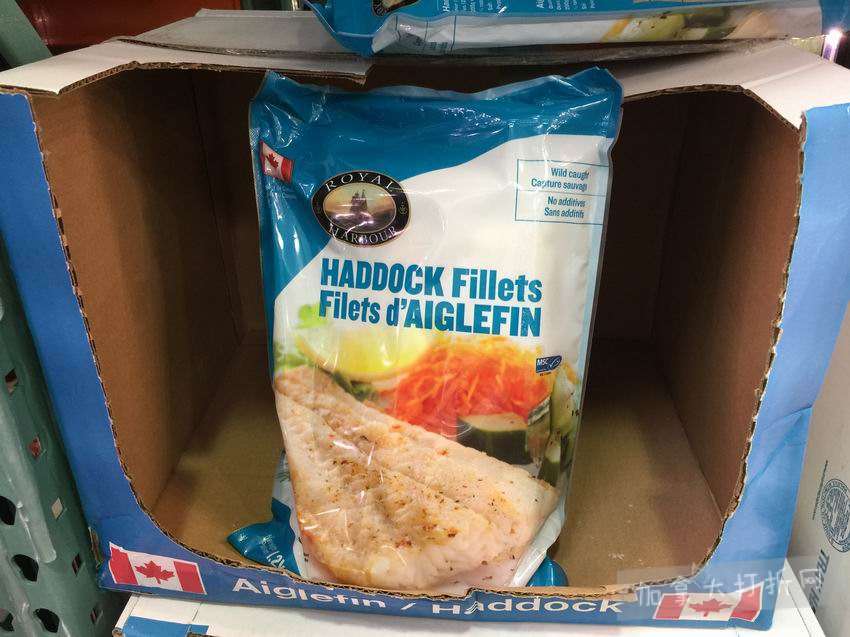 Wild caught
Capture sauvage
No additives
Sans additifs
ROYAL
HARBOUR
HADDOCK Fillets
Filets d'AIGLEFIN
MSC
Aiglefin / Haddock
加拿大打折网